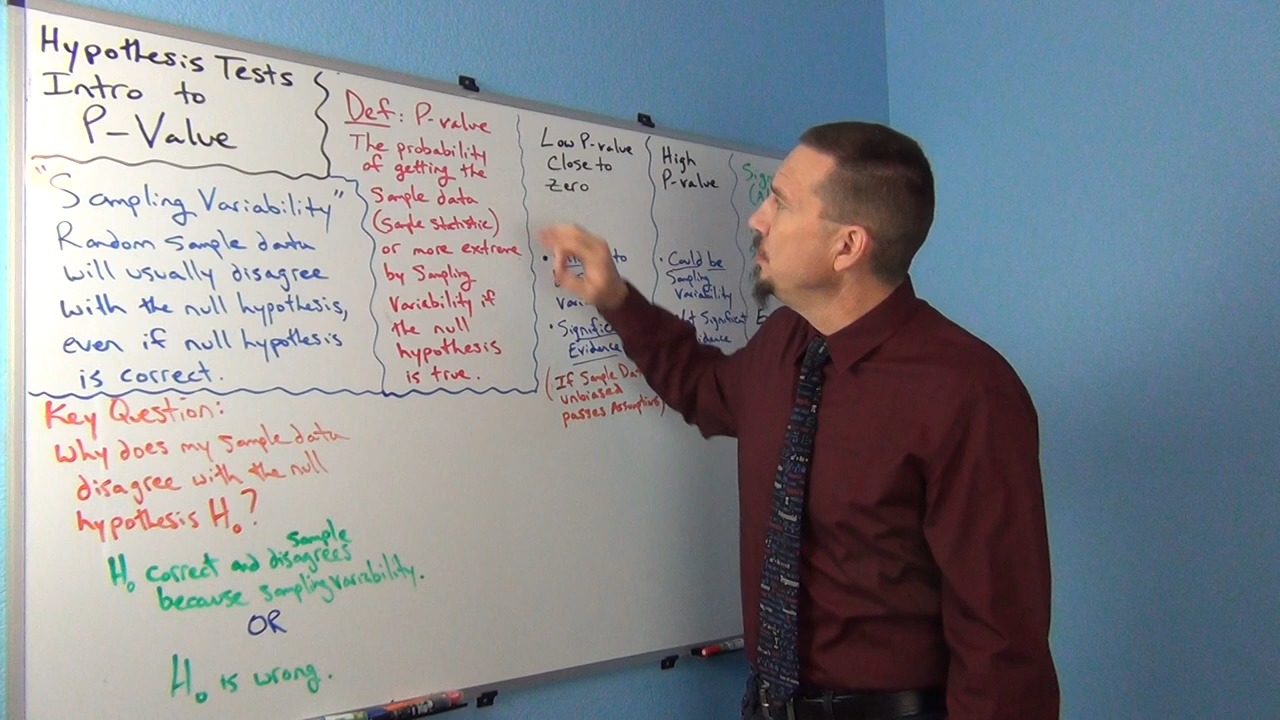 Hypothesis Tests
Intro to
P-Value
"Sampling Variability"
Random sample data
will usually disagree
with the null hypothesis,
even if null hypothesis
is correct.
Key Question:
Why does my sample data
disagree with the null
hypothesis H₀?
sample
H₀ correct and disagrees
because sampling variability.
OR
H₀ is wrong.
Def: P-value
The probability
of getting the
Sample data
(sample statistic)
or more extreme
by Sampling
Variability if
the null
hypothesis
is true.
Low P-value
Close to
Zero
to
• Significant
Evidence
(If Sample Data
unbiased
passes Assumptions)
High
P-value
• Could be
Sampling
Variability
Not Significant
Evidence